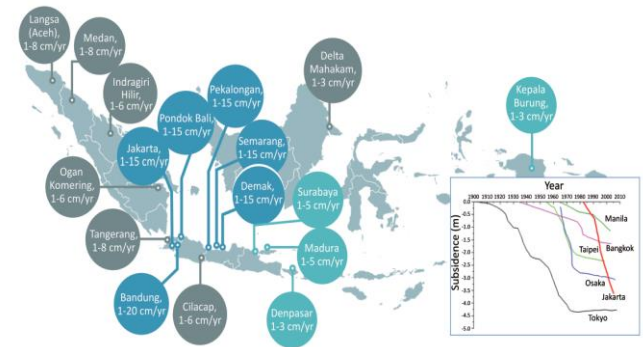 Langsa
(Aceh),
1-8 cm/yr
Medan,
1-8 cm/yr
Indragiri
Hilir,
1-6 cm/yr
Pekalongan,
1-15 cm/yr
Pondok Bali,
1-15 cm/yr
Jakarta,
1-15 cm/yr
Semarang,
1-15 cm/yr
Demak,
1-15 cm/yr
Delta
Mahakam,
1-3 cm/yr
Kepala
Burung,
1-3 cm/yr
Ogan
Komering,
1-6 cm/yr
Surabaya
1-5 cm/yr
Tangerang,
1-8 cm/yr
Madura
1-5 cm/yr
Bandung,
1-20 cm/yr
Cilacap,
1-6 cm/yr
Denpasar
1-3 cm/yr
Year
1900 1910 1920 1930 1940 1950 1960 1970 1980 1990 2000 2010
Subsidence (m)
0.0
-0.5
-1.0
-1.5
-2.0
-2.5
-3.0
-3.5
-4.0
-4.5
-5.0
Manila
Taipei
Bangkok
Osaka
Jakarta
Tokyo